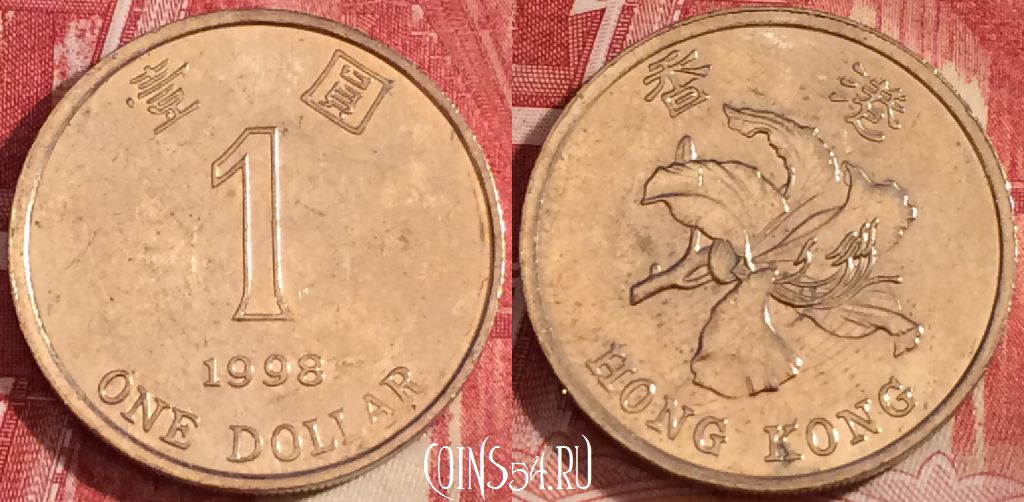 壹 圓
1
1998
ONE DOLLAR
香 港
HONG KONG
COINS54.RU